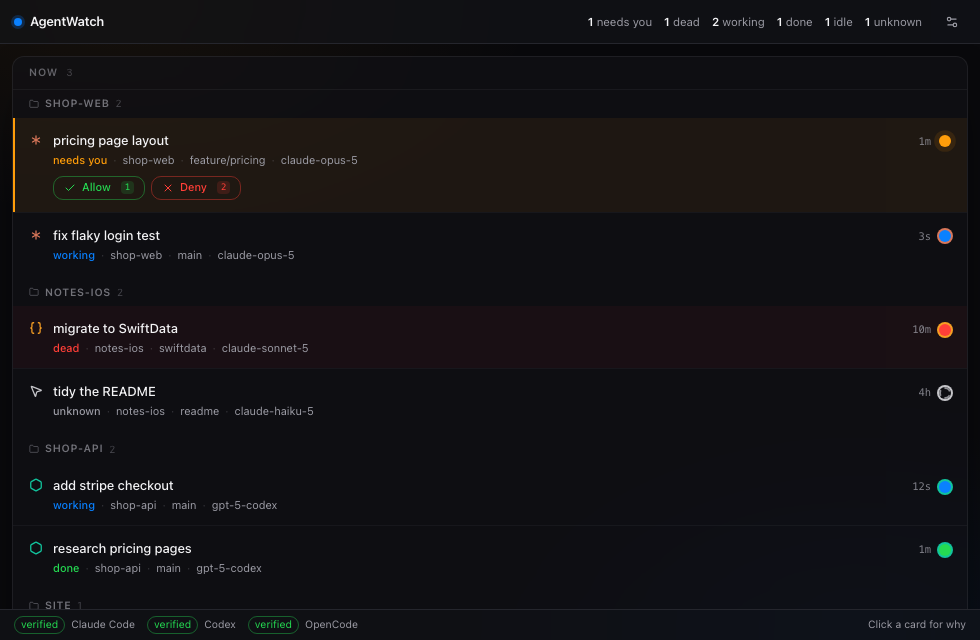 AgentWatch
1 needs you 1 dead 2 working 1 done 1 idle 1 unknown
NOW 3
SHOP-WEB 2
pricing page layout
1m
needs you · shop-web · feature/pricing · claude-opus-5
Allow 1 Deny 2
fix flaky login test
3s
working · shop-web · main · claude-opus-5
NOTES-IOS 2
migrate to SwiftData
10m
dead · notes-ios · swiftdata · claude-sonnet-5
tidy the README
4h
unknown · notes-ios · readme · claude-haiku-5
SHOP-API 2
add stripe checkout
12s
working · shop-api · main · gpt-5-codex
research pricing pages
1m
done · shop-api · main · gpt-5-codex
SITE 1
verified Claude Code verified Codex verified OpenCode
Click a card for why